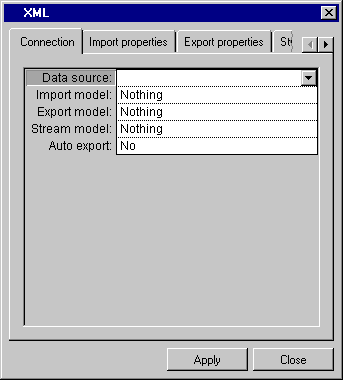 XML
Connection Import properties Export properties
Data source:
Import model: Nothing
Export model: Nothing
Stream model: Nothing
Auto export: No
Apply Close